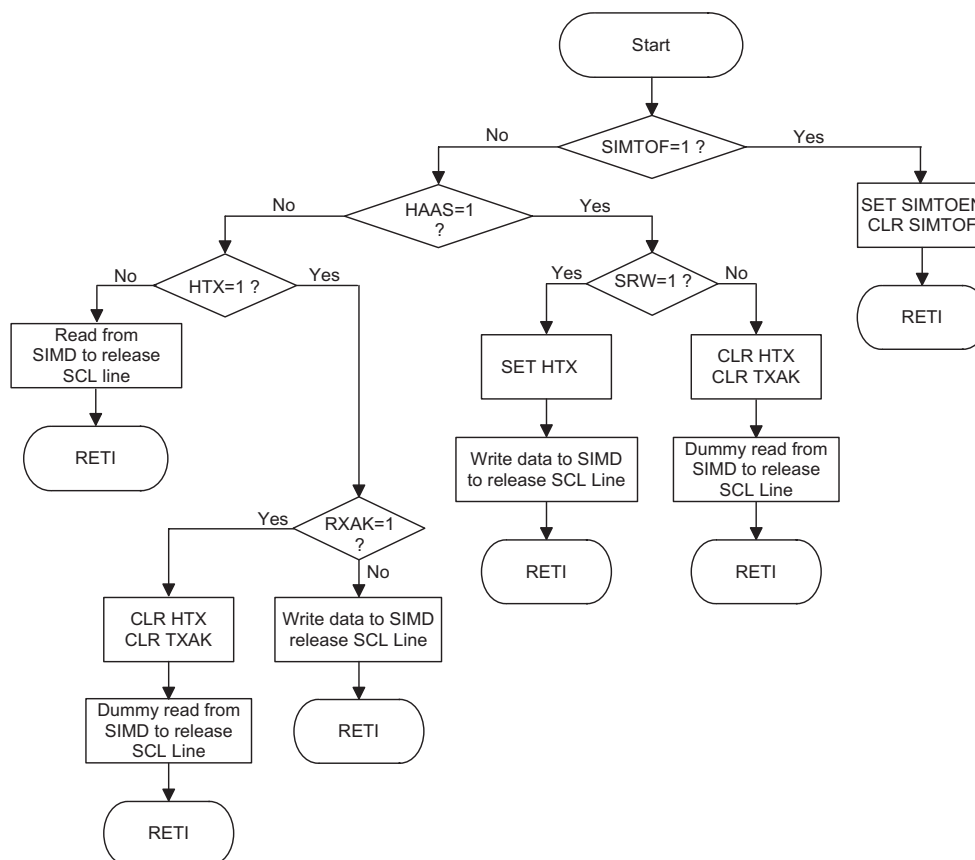 Start
SIMTOF=1 ?
No
Yes
HAAS=1
?
No
Yes
SET SIMTOEN
CLR SIMTOF
RETI
HTX=1 ?
No
Yes
SRW=1 ?
Yes
No
Read from
SIMD to release
SCL line
RETI
SET HTX
CLR HTX
CLR TXAK
Write data to SIMD
to release SCL Line
Dummy read from
SIMD to release
SCL Line
RETI
RETI
RXAK=1
?
Yes
No
CLR HTX
CLR TXAK
Write data to SIMD
release SCL Line
Dummy read from
SIMD to release
SCL Line
RETI
RETI